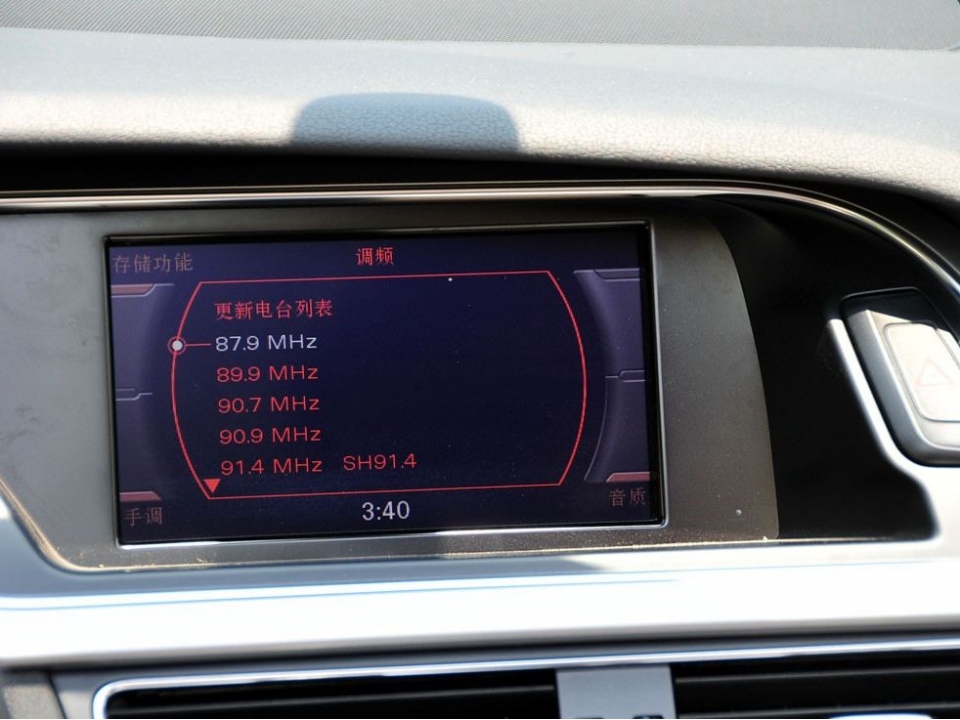 存储功能
调频
更新电台列表
87.9 MHz
89.9 MHz
90.7 MHz
90.9 MHz
91.4 MHz SH91.4
手调
3:40
音质